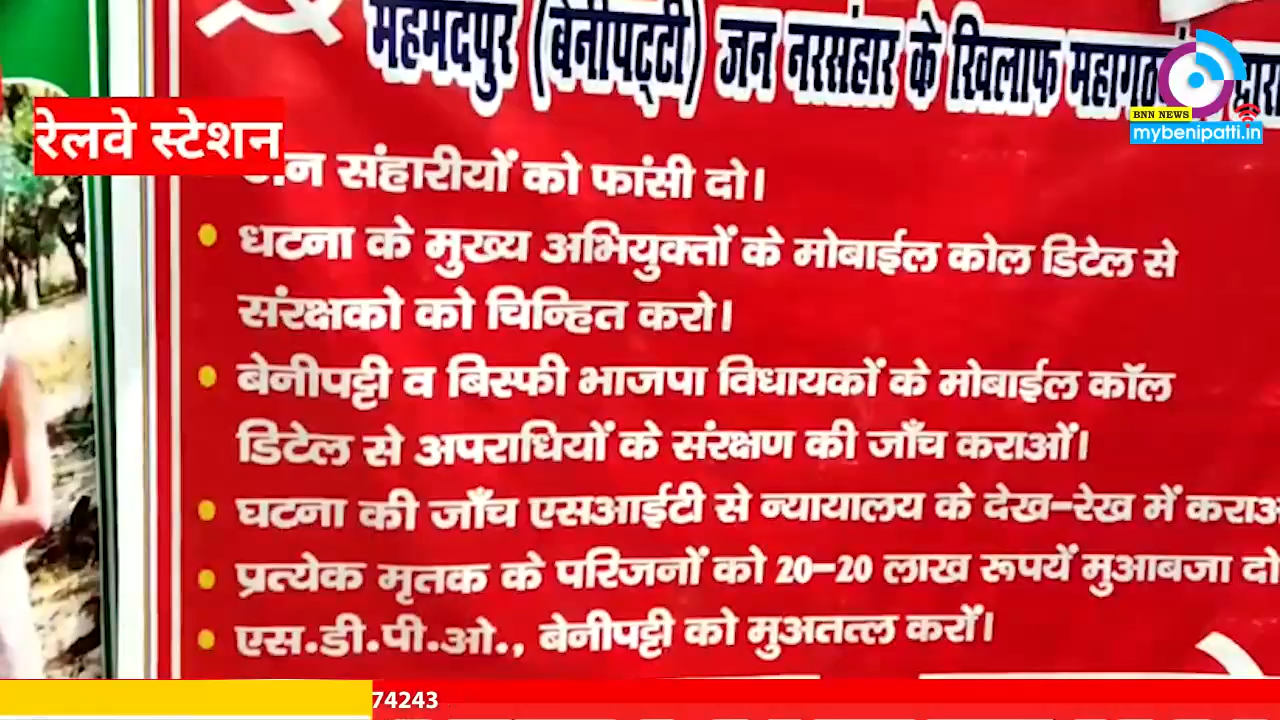 महमदपुर (बेनीपट्टी) जन नरसंहार के खिलाफ
BNN NEWS
mybenipatti.in
रेलवे स्टेशन
संहारीयों को फांसी दो।
धटना के मुख्य अभियुक्तों के मोबाईल कोल डिटेल से
संरक्षको को चिन्हित करो।
बेनीपट्टी व बिस्फी भाजपा विधायकों के मोबाईल कॉल
डिटेल से अपराधियों के संरक्षण की जाँच कराओं।
घटना की जाँच एसआईटी से न्यायालय के देख-रेख में
प्रत्येक मृतक के परिजनों को 20-20 लाख रूपयें मुआबजा दो
एस.डी.पी.ओ., बेनीपट्टी को मुअतत्ल करों।
74243